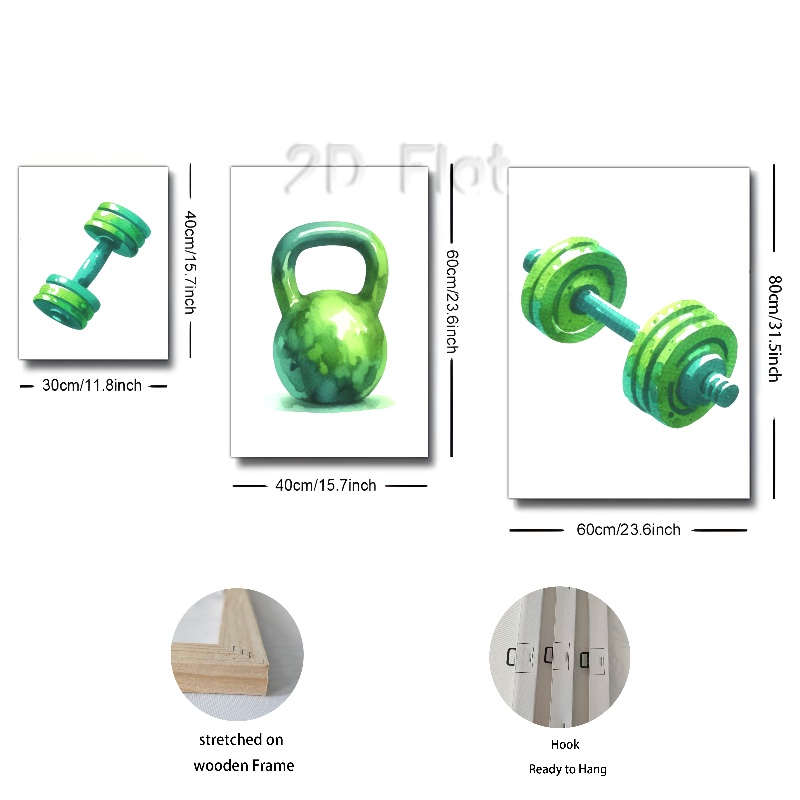 2D Flat
40cm/15.7inch
30cm/11.8inch
60cm/23.6inch
40cm/15.7inch
80cm/31.5inch
60cm/23.6inch
stretched on
wooden Frame
Hook
Ready to Hang